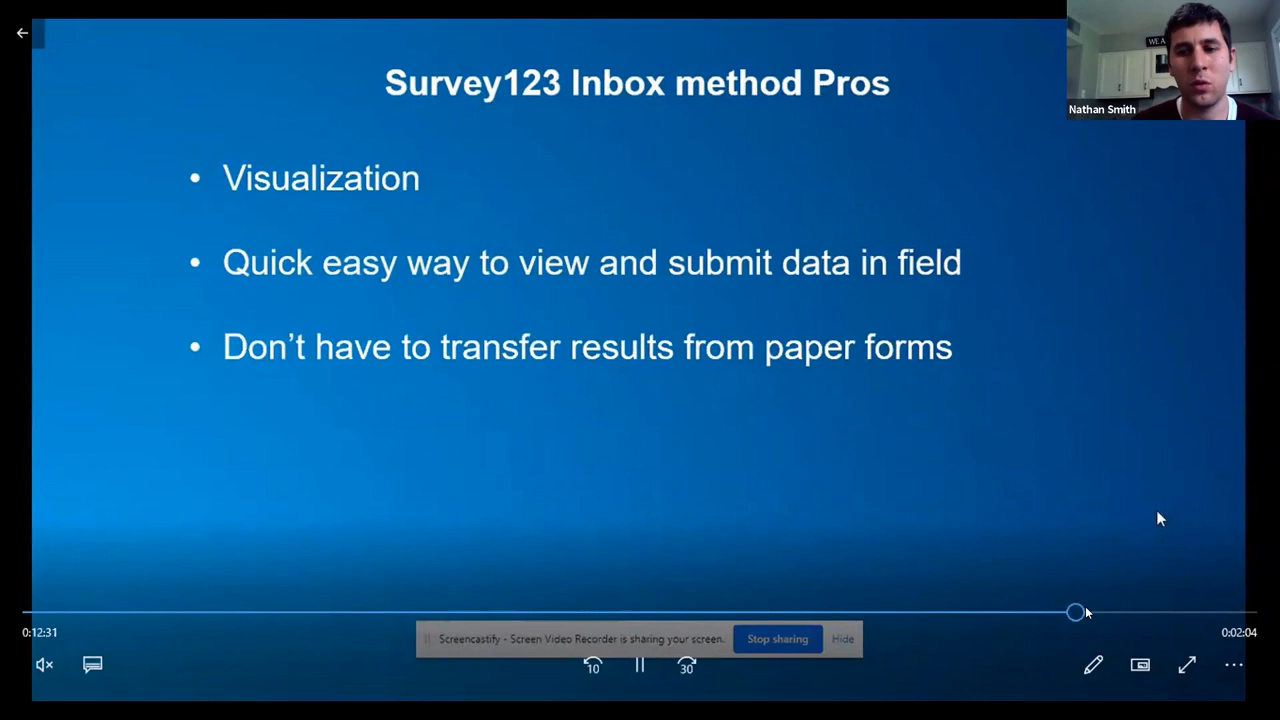 Survey123 Inbox method Pros
WEA
Nathan Smith
• Visualization
• Quick easy way to view and submit data in field
• Don't have to transfer results from paper forms
0:12:31
0:02:04
Screencastify - Screen Video Recorder is sharing your screen.
Stop sharing
Hide
10
30